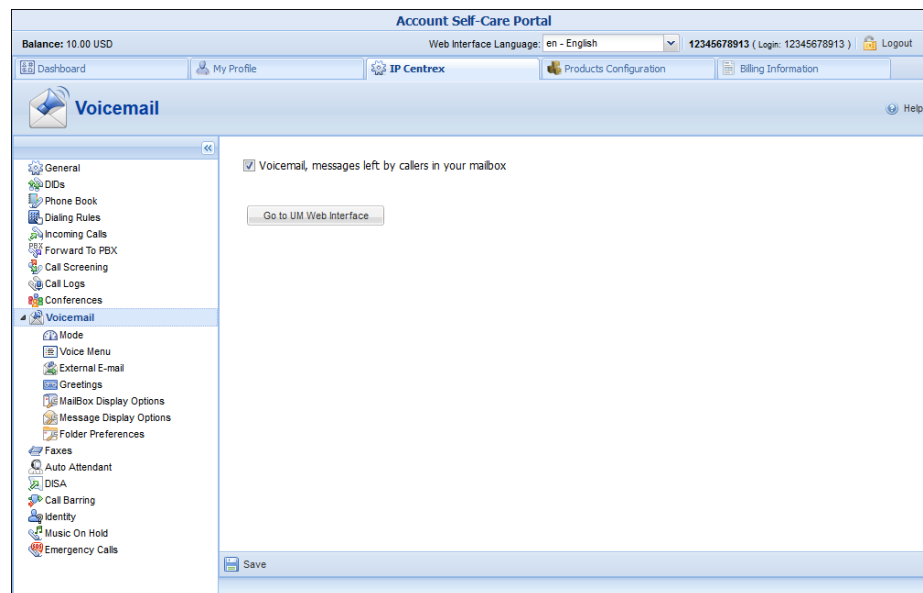 Account Self-Care Portal
Balance: 10.00 USD Web Interface Language: en - English 12345678913 ( Login: 12345678913 ) Logout
Dashboard My Profile IP Centrex Products Configuration Billing Information
Voicemail Help
Voicemail, messages left by callers in your mailbox
Go to UM Web Interface
General
DIDs
Phone Book
Dialing Rules
Incoming Calls
PBX Forward To PBX
Call Screening
Call Logs
Conferences
Voicemail
Mode
Voice Menu
External E-mail
Greetings
MailBox Display Options
Message Display Options
Folder Preferences
Faxes
Auto Attendant
DISA
Call Barring
Identity
Music On Hold
Emergency Calls
Save